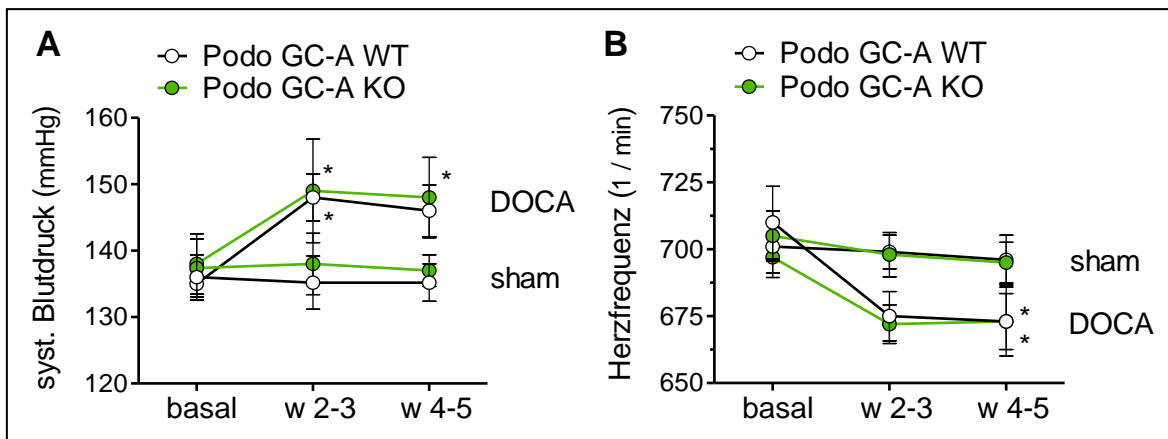 A
Podo GC-A WT
Podo GC-A KO
syst. Blutdruck (mmHg)
160
150
140
130
120
*
*
*
DOCA
sham
basal
w 2-3
w 4-5
B
Podo GC-A WT
Podo GC-A KO
Herzfrequenz (1 / min)
750
725
700
675
650
sham
DOCA
*
*
basal
w 2-3
w 4-5